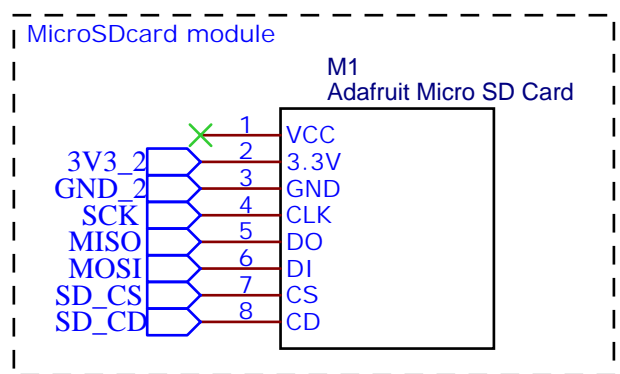 MicroSDcard module
M1
Adafruit Micro SD Card
1 VCC
3V3_2 2 3.3V
GND_2 3 GND
SCK 4 CLK
MISO 5 DO
MOSI 6 DI
SD_CS 7 CS
SD_CD 8 CD